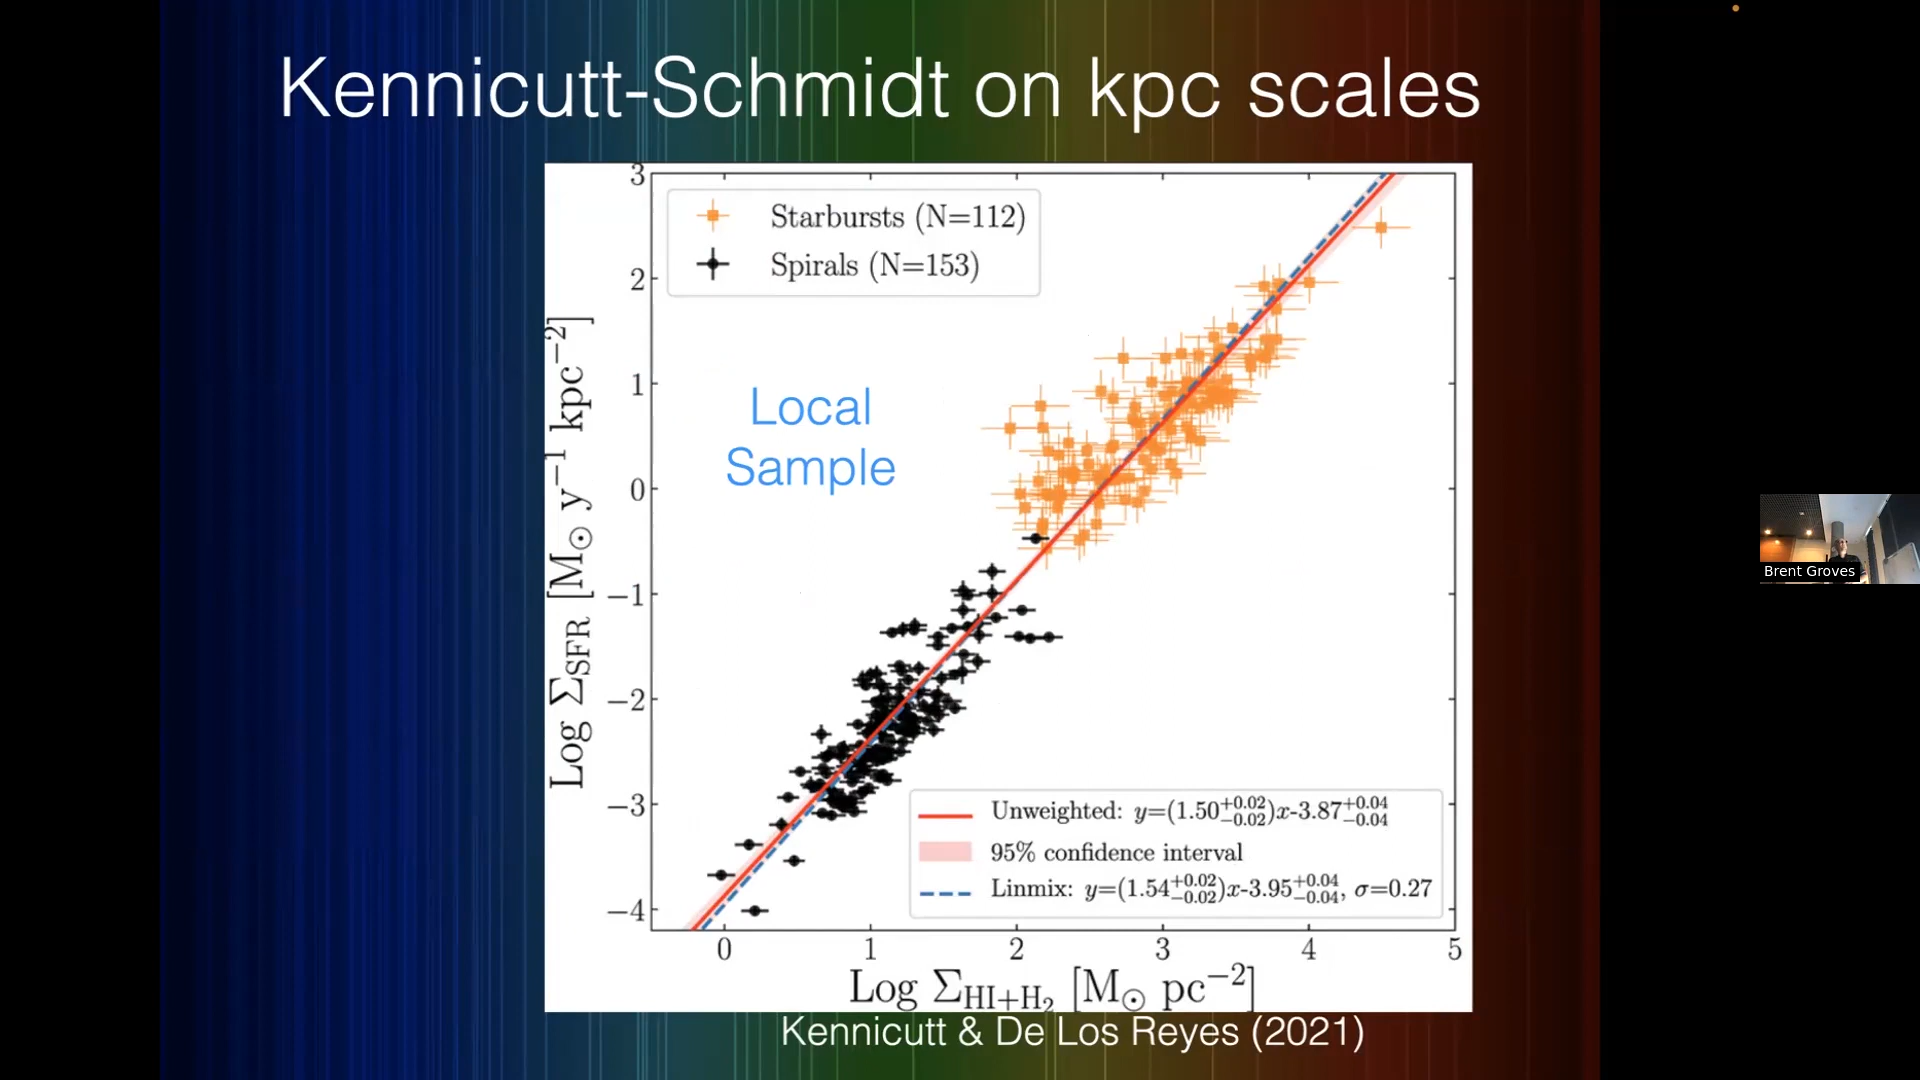 Kennicutt-Schmidt on kpc scales
3
2
1
0
−1
−2
−3
−4
Log Σ_SFR [M⊙ y⁻¹ kpc⁻²]
Starbursts (N=112)
Spirals (N=153)
Local
Sample
Unweighted: y=(1.50+0.02−0.02)x-3.87+0.04−0.04
95% confidence interval
Linmix: y=(1.54+0.02−0.02)x-3.95+0.04−0.04, σ=0.27
0 1 2 3 4 5
Log Σ_HI+H₂ [M⊙ pc⁻²]
Kennicutt & De Los Reyes (2021)
Brent Groves